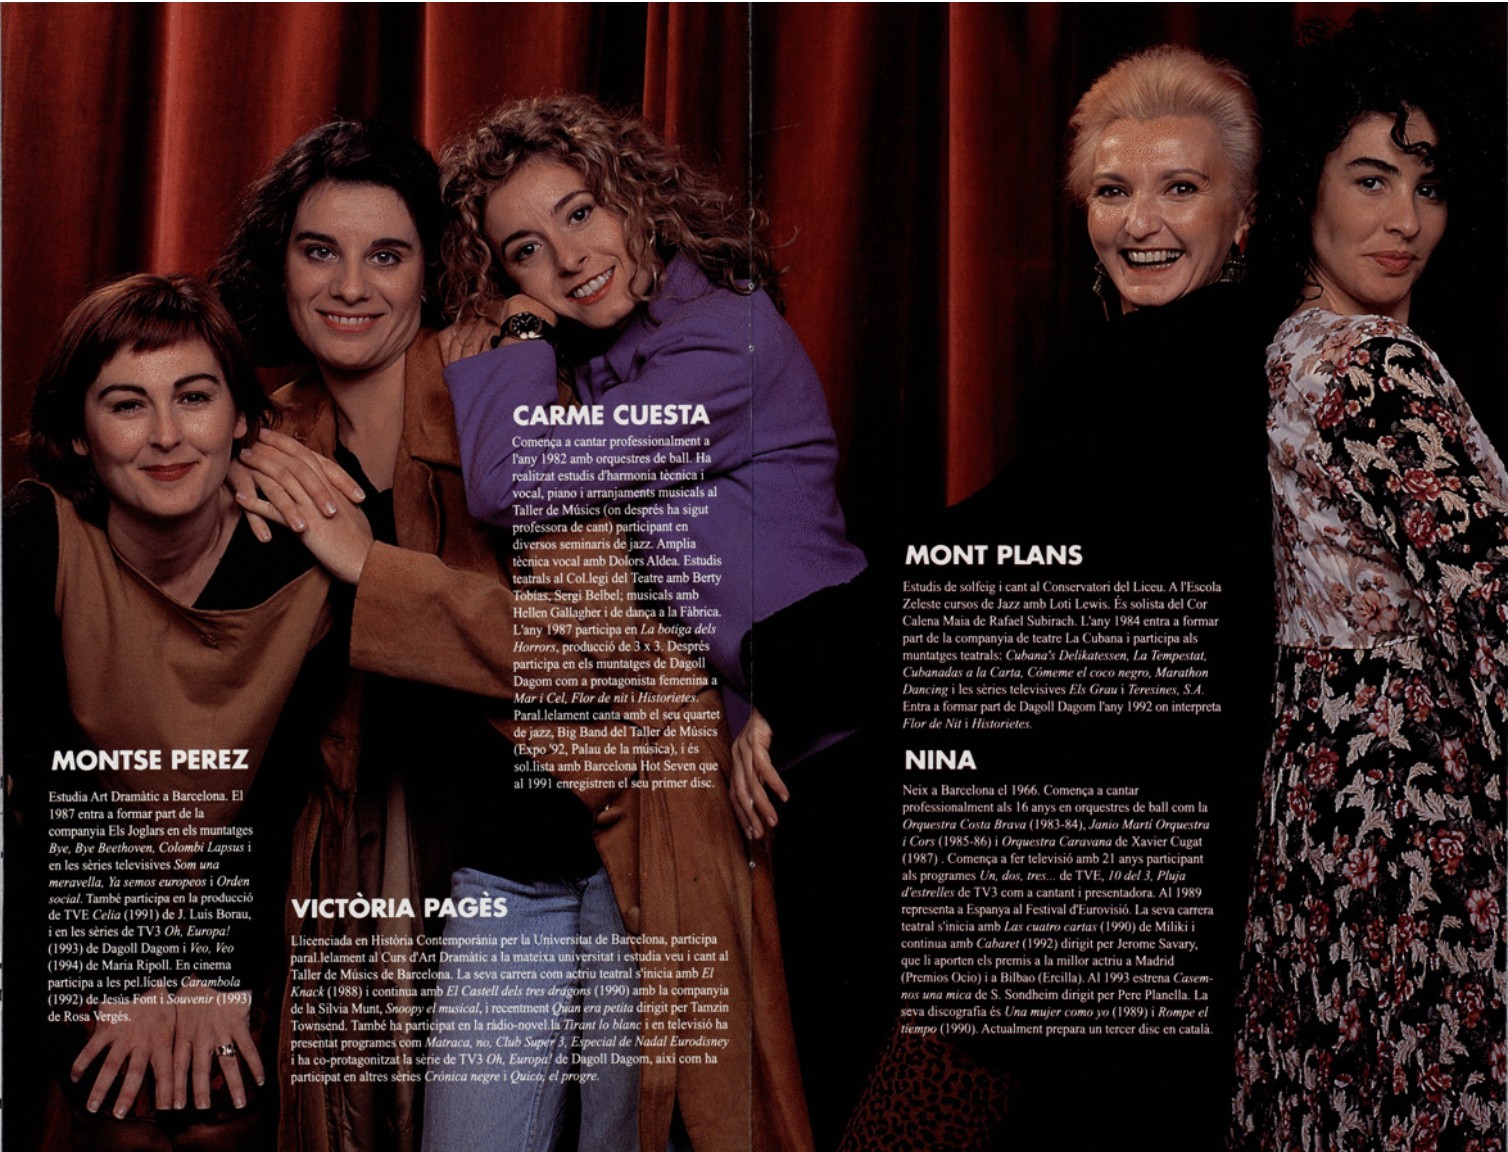 CARME CUESTA
Comença a cantar professionalment a
l'any 1982 amb orquestres de ball. Ha
realitzat estudis d'harmonia tècnica i
vocal, piano i arranjaments musicals al
Taller de Músics (on després ha sigut
professora de cant) participant en
diversos seminaris de jazz. Amplia
tècnica vocal amb Dolors Aldea. Estudis
teatrals al Col.legi del Teatre amb Berty
Tobías, Sergi Belbel; musicals amb
Hellen Gallagher i de dança a la Fàbrica.
L'any 1987 participa en La botiga dels
Horrors, producció de 3 x 3. Després
participa en els muntatges de Dagoll
Dagom com a protagonista femenina a
Mar i Cel, Flor de nit i Historietes.
Paral.lelament canta amb el seu quartet
de jazz, Big Band del Taller de Músics
(Expo '92, Palau de la música), i és
sol.lista amb Barcelona Hot Seven que
al 1991 enregistren el seu primer disc.
MONTSE PEREZ
Estudia Art Dramàtic a Barcelona. El
1987 entra a formar part de la
companyia Els Joglars en els muntatges
Bye, Bye Beethoven, Colombi Lapsus i
en les sèries televisives Som una
meravella, Ya semos europeos i Orden
social. També participa en la producció
de TVE Celia (1991) de J. Luis Borau,
i en les sèries de TV3 Oh, Europa!
(1993) de Dagoll Dagom i Veo, Veo
(1994) de Maria Ripoll. En cinema
participa a les pel.lícules Carambola
(1992) de Jesús Font i Souvenir (1993)
de Rosa Vergés.
VICTÒRIA PAGÈS
Llicenciada en Història Contemporània per la Universitat de Barcelona, participa
paral.lelament al Curs d'Art Dramàtic a la mateixa universitat i estudia veu i cant al
Taller de Músics de Barcelona. La seva carrera com actriu teatral s'inicia amb El
Knack (1988) i continua amb El Castell dels tres dragons (1990) amb la companyia
de la Silvia Munt, Snoopy el musical, i recentment Quan era petita dirigit per Tamzin
Townsend. També ha participat en la ràdio-novel.la Tirant lo blanc i en televisió ha
presentat programes com Matraca, no, Club Super 3, Especial de Nadal Eurodisney
i ha co-protagonitzat la sèrie de TV3 Oh, Europa! de Dagoll Dagom, així com ha
participat en altres sèries Crònica negre i Quico, el progre.
MONT PLANS
Estudis de solfeig i cant al Conservatori del Liceu. A l'Escola
Zeleste cursos de Jazz amb Loti Lewis. És solista del Cor
Calena Maia de Rafael Subirach. L'any 1984 entra a formar
part de la companyia de teatre La Cubana i participa als
muntatges teatrals: Cubana's Delikatessen, La Tempestat,
Cubanadas a la Carta, Cómeme el coco negro, Marathon
Dancing i les sèries televisives Els Grau i Teresines, S.A.
Entra a formar part de Dagoll Dagom l'any 1992 on interpreta
Flor de Nit i Historietes.
NINA
Neix a Barcelona el 1966. Comença a cantar
professionalment als 16 anys en orquestres de ball com la
Orquestra Costa Brava (1983-84), Janio Marti Orquestra
i Cors (1985-86) i Orquestra Caravana de Xavier Cugat
(1987) . Comença a fer televisió amb 21 anys participant
als programes Un, dos, tres... de TVE, 10 del 3, Pluja
d'estrelles de TV3 com a cantant i presentadora. Al 1989
representa a Espanya al Festival d'Eurovisió. La seva carrera
teatral s'inicia amb Las cuatro cartas (1990) de Miliki i
continua amb Cabaret (1992) dirigit per Jerome Savary,
que li aporten els premis a la millor actriu a Madrid
(Premios Ocio) i a Bilbao (Ercilla). Al 1993 estrena Casem-
nos una mica de S. Sondheim dirigit per Pere Planella. La
seva discografia és Una mujer como yo (1989) i Rompe el
tiempo (1990). Actualment prepara un tercer disc en català.